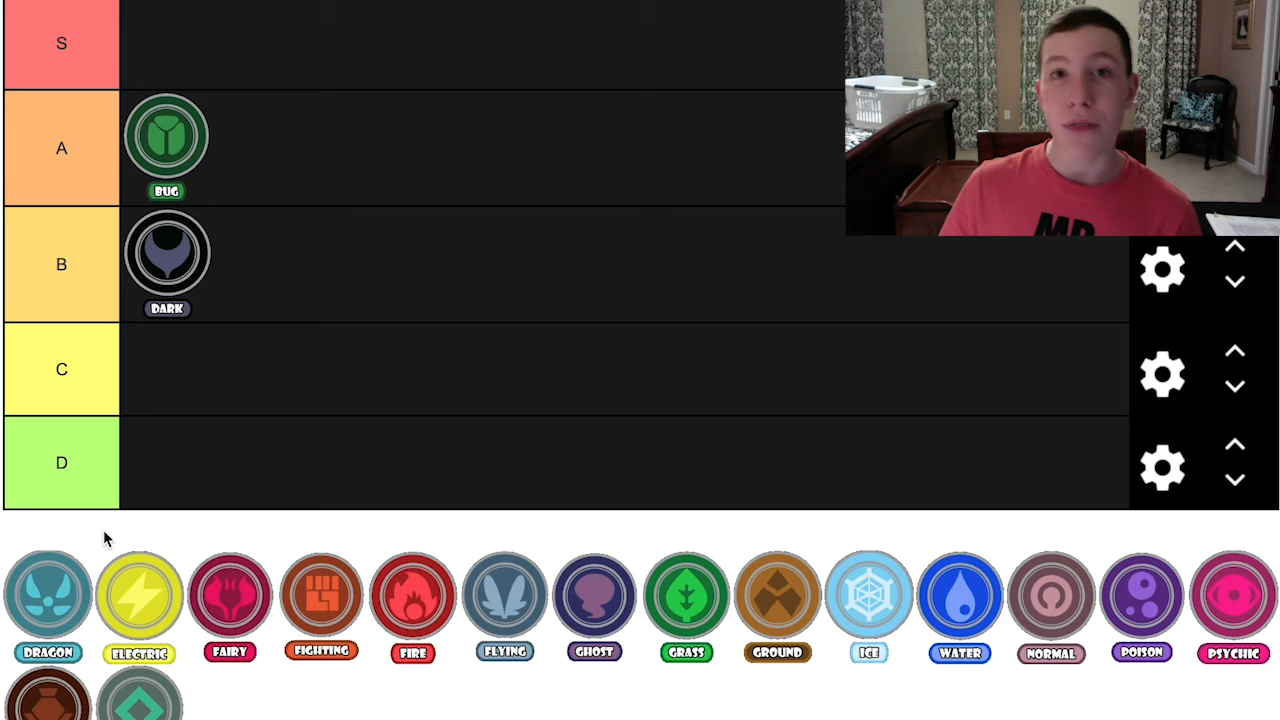 S
A
BUG
B
DARK
C
D
DRAGON ELECTRIC FAIRY FIGHTING FIRE FLYING GHOST GRASS GROUND ICE WATER NORMAL POISON PSYCHIC